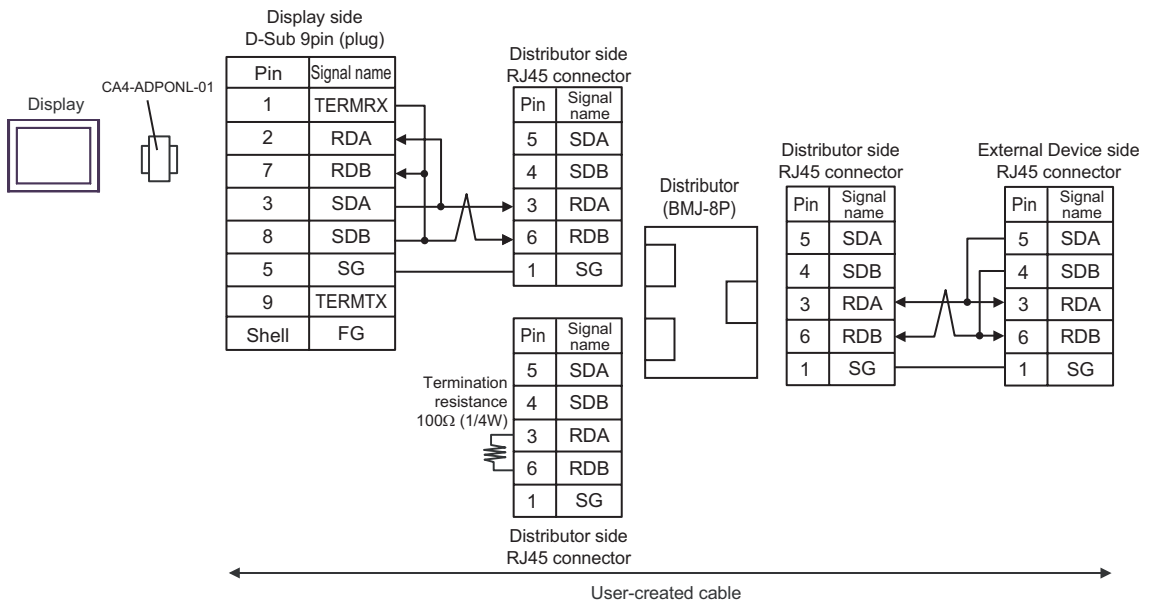 Display side
D-Sub 9pin (plug)
Display
CA4-ADPONL-01
Pin Signal name
1 TERMRX
2 RDA
7 RDB
3 SDA
8 SDB
5 SG
9 TERMTX
Shell FG
Distributor side
RJ45 connector
Pin Signal name
5 SDA
4 SDB
3 RDA
6 RDB
1 SG
Termination
resistance
100Ω (1/4W)
Pin Signal name
5 SDA
4 SDB
3 RDA
6 RDB
1 SG
Distributor side
RJ45 connector
Distributor
(BMJ-8P)
Distributor side
RJ45 connector
Pin Signal name
5 SDA
4 SDB
3 RDA
6 RDB
1 SG
External Device side
RJ45 connector
Pin Signal name
5 SDA
4 SDB
3 RDA
6 RDB
1 SG
User-created cable